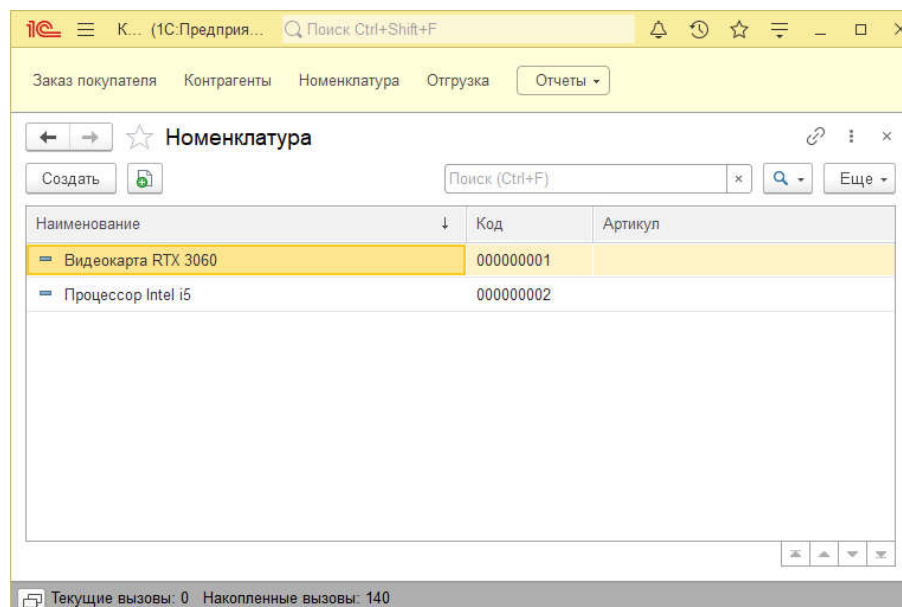 1С К... (1С:Предприя... Поиск Ctrl+Shift+F
Заказ покупателя Контрагенты Номенклатура Отгрузка Отчеты
Номенклатура
Создать Поиск (Ctrl+F) × Еще
Наименование ↓ Код Артикул
Видеокарта RTX 3060 000000001
Процессор Intel i5 000000002
Текущие вызовы: 0 Накопленные вызовы: 140